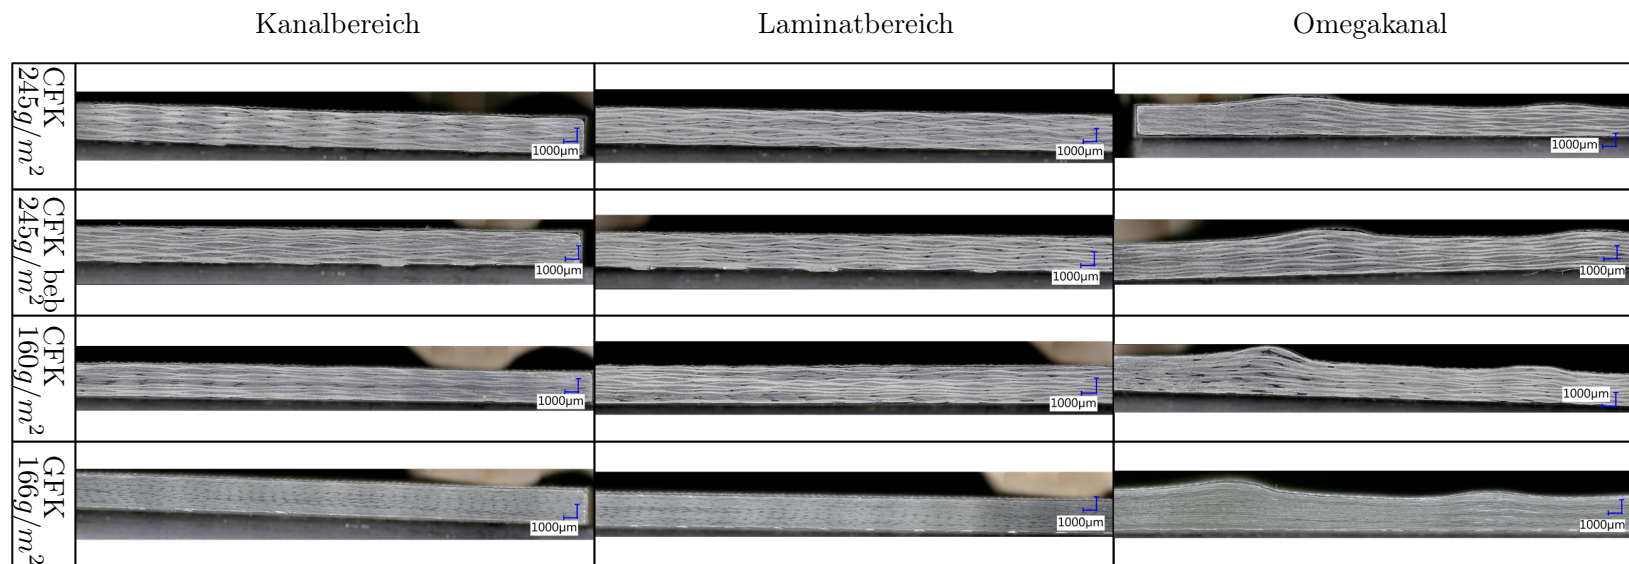 Kanalbereich Laminatbereich Omegakanal
CFK
245g/m²
1000µm 1000µm 1000µm
CFK beb
245g/m²
1000µm 1000µm 1000µm
CFK
160g/m²
1000µm 1000µm 1000µm
GFK
166g/m²
1000µm 1000µm 1000µm